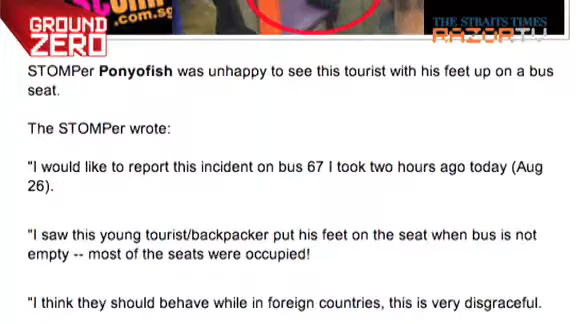 GROUND
ZERO
.com.sg
THE STRAITS TIMES
RAZORTV
STOMPer Ponyofish was unhappy to see this tourist with his feet up on a bus
seat.
The STOMPer wrote:
"I would like to report this incident on bus 67 I took two hours ago today (Aug
26).
"I saw this young tourist/backpacker put his feet on the seat when bus is not
empty -- most of the seats were occupied!
"I think they should behave while in foreign countries, this is very disgraceful.